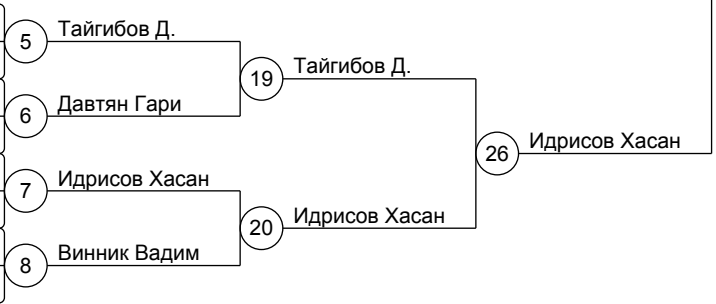 5
Тайгибов Д.
6
Давтян Гари
19
Тайгибов Д.
7
Идрисов Хасан
8
Винник Вадим
20
Идрисов Хасан
26
Идрисов Хасан